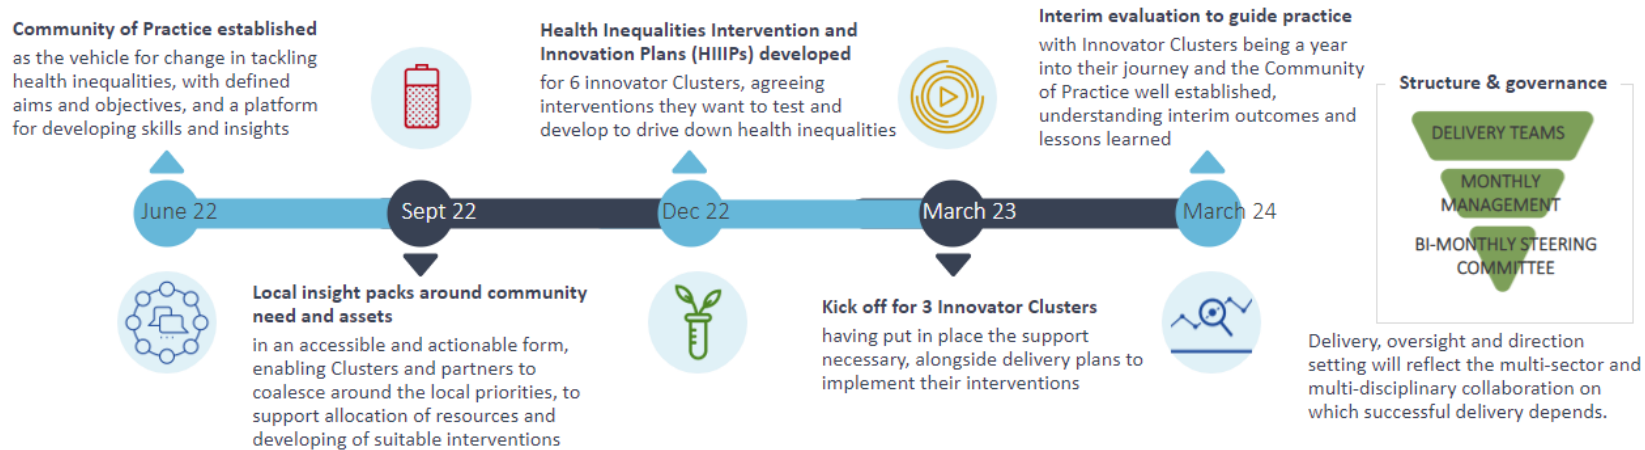 Community of Practice established
as the vehicle for change in tackling
health inequalities, with defined
aims and objectives, and a platform
for developing skills and insights
Health Inequalities Intervention and
Innovation Plans (HIIIPs) developed
for 6 innovator Clusters, agreeing
interventions they want to test and
develop to drive down health inequalities
Interim evaluation to guide practice
with Innovator Clusters being a year
into their journey and the Community
of Practice well established,
understanding interim outcomes and
lessons learned
June 22
Sept 22
Dec 22
March 23
March 24
Local insight packs around community
need and assets
in an accessible and actionable form,
enabling Clusters and partners to
coalesce around the local priorities, to
support allocation of resources and
developing of suitable interventions
Kick off for 3 Innovator Clusters
having put in place the support
necessary, alongside delivery plans to
implement their interventions
Structure & governance
DELIVERY TEAMS
MONTHLY
MANAGEMENT
BI-MONTHLY STEERING
COMMITTEE
Delivery, oversight and direction
setting will reflect the multi-sector and
multi-disciplinary collaboration on
which successful delivery depends.